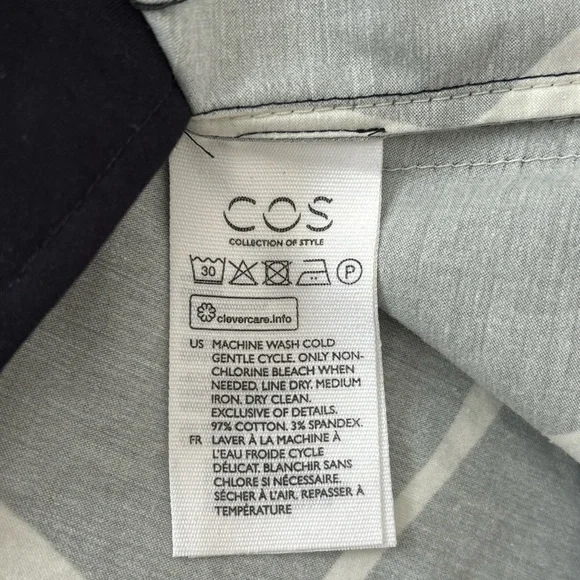 COS
COLLECTION OF STYLE
30 P
clevercare.info
US MACHINE WASH COLD
GENTLE CYCLE. ONLY NON-
CHLORINE BLEACH WHEN
NEEDED. LINE DRY. MEDIUM
IRON. DRY CLEAN.
EXCLUSIVE OF DETAILS.
97% COTTON. 3% SPANDEX.
FR LAVER À LA MACHINE À
L'EAU FROIDE CYCLE
DÉLICAT. BLANCHIR SANS
CHLORE SI NÉCESSAIRE.
SÉCHER À L'AIR. REPASSER À
TEMPÉRATURE